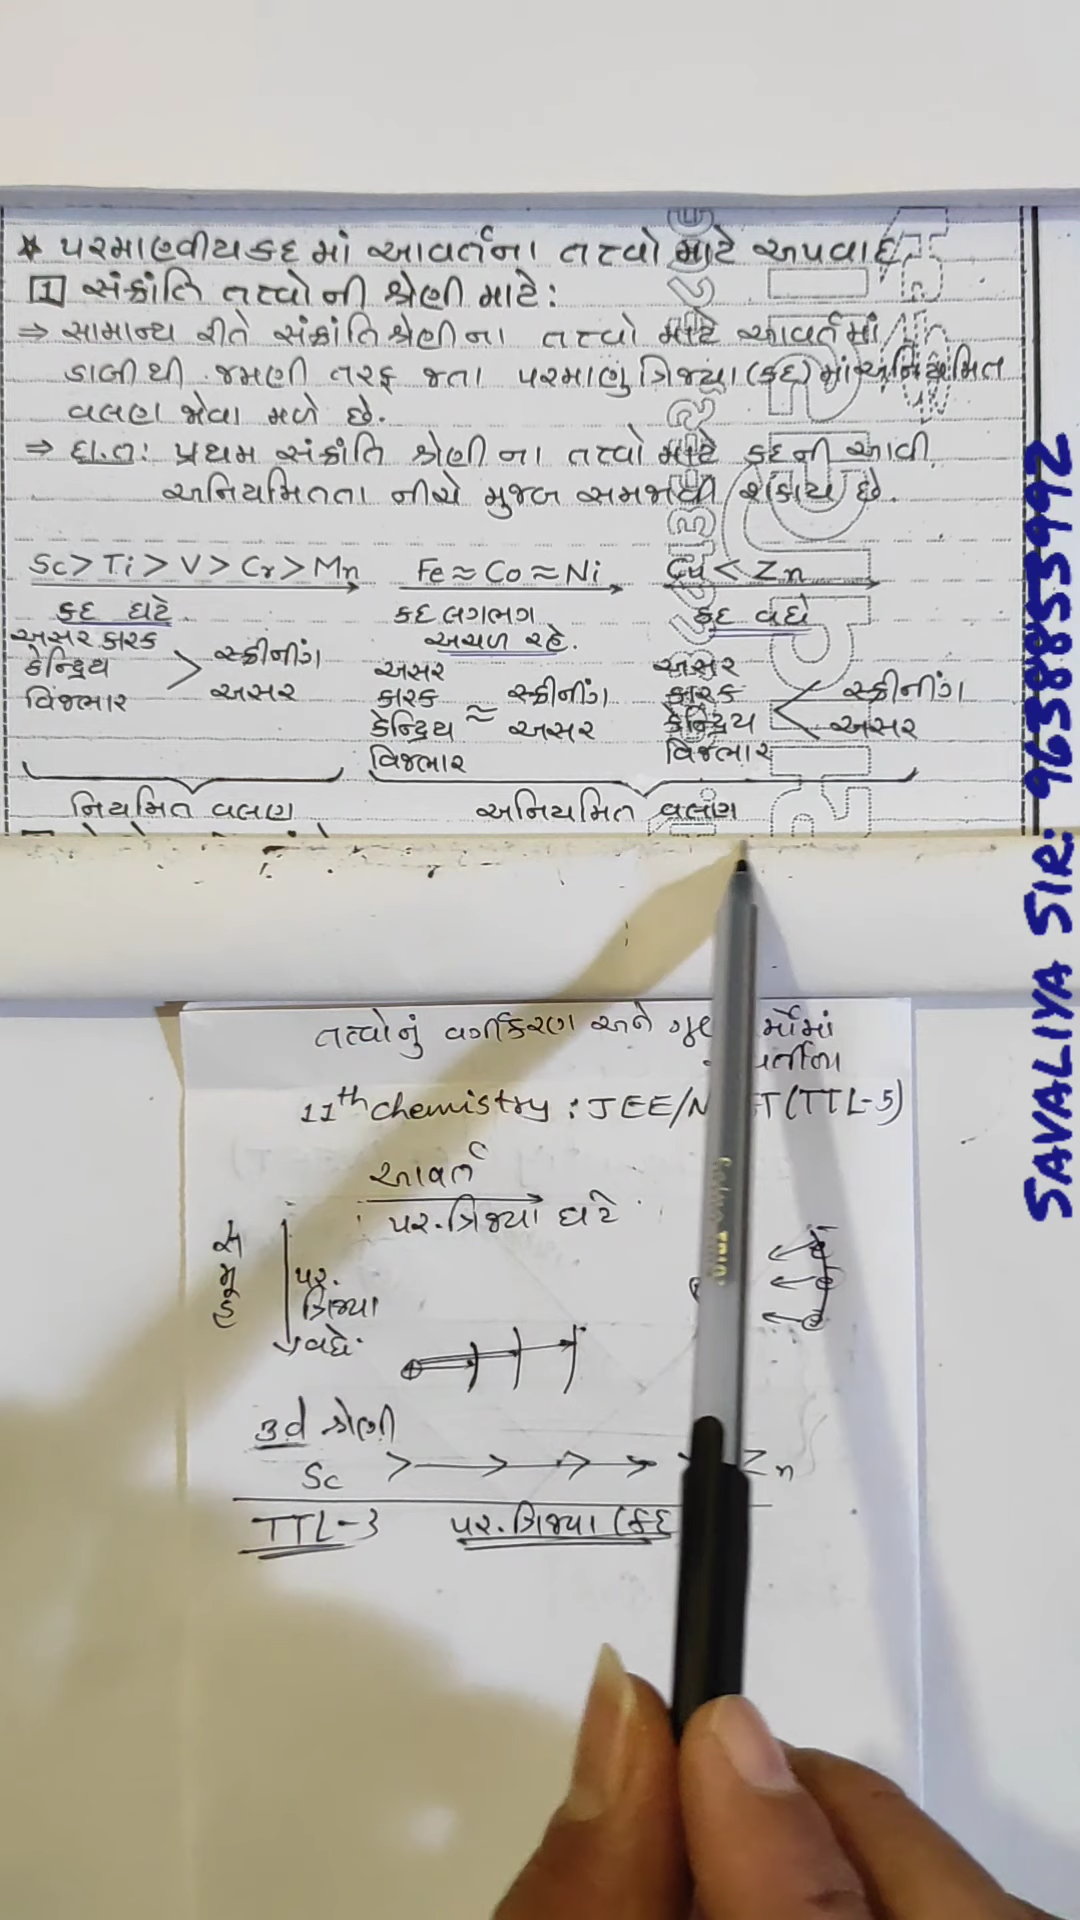 * પરમાણ્વીયકદ માં આવર્તના તત્વો માટે અપવાદ
1 સંક્રાંતિ તત્વોની શ્રેણી માટે:
⇒ સામાન્ય રીતે સંક્રાંતિશ્રેણીના તત્વો માટે આવર્તમાં
ડાબીથી જમણી તરફ જતા પરમાણુ ત્રિજ્યા (કદ) માં અનિયમિત
વલણ જોવા મળે છે.
⇒ દા.ત: પ્રથમ સંક્રાંતિ શ્રેણીના તત્વો માટે કદની આવી
અનિયમિતતા નીચે મુજબ સમજાવી શકાય છે.
Sc > Ti > V > Cr > Mn Fe ≈ Co ≈ Ni Cu < Zn
કદ ઘટે કદ લગભગ અચળ રહે. કદ વધે
અસરકારક કેન્દ્રિય વિજભાર > સ્ક્રીનીંગ અસર
અસર કારક કેન્દ્રિય વિજભાર ≈ સ્ક્રીનીંગ અસર
અસર કારક કેન્દ્રિય વિજભાર < સ્ક્રીનીંગ અસર
નિયમિત વલણ અનિયમિત વલણ
SAVALIYA SIR: 9638855992
તત્વોનું વર્ગીકરણ અને
11th chemistry: JEE/ (TTL-5)
આવર્ત
પર.ત્રિજ્યા ઘટે
સમૂહ
પર.
ત્રિજ્યા
વધે
3d શ્રેણી
Sc > Zn
TTL-3 પર.ત્રિજ્યા (કદ